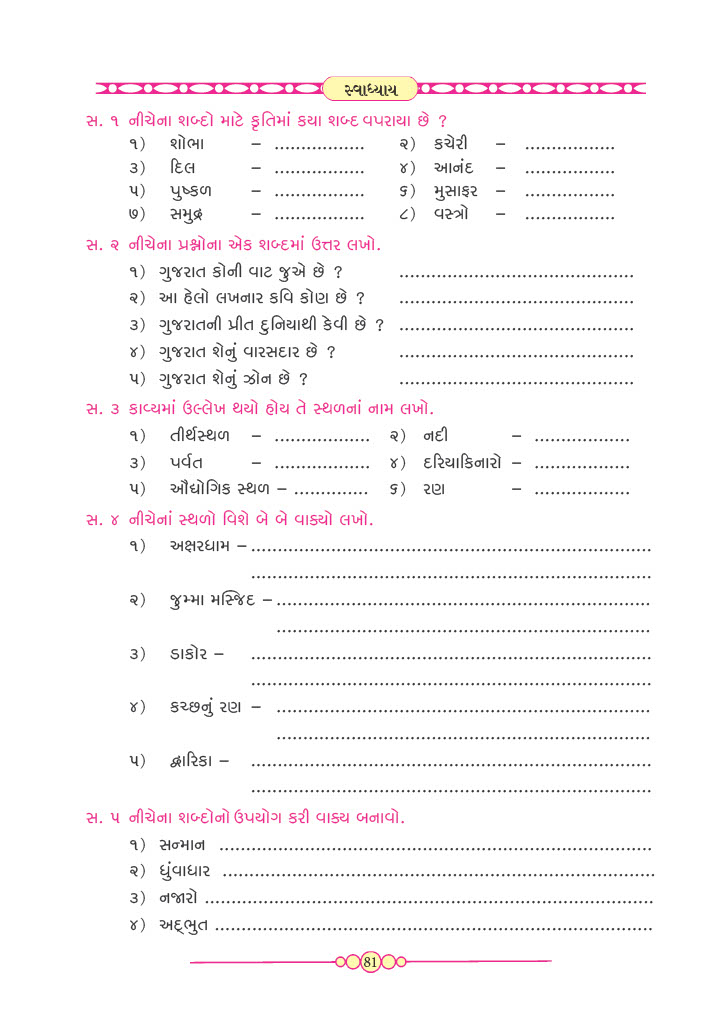 સ્વાધ્યાય
સ. ૧ નીચેના શબ્દો માટે કૃતિમાં કયા શબ્દ વપરાયા છે ?
૧) શોભા – ................. ૨) કચેરી – .................
૩) દિલ – ................. ૪) આનંદ – .................
૫) પુષ્કળ – ................. ૬) મુસાફર – .................
૭) સમુદ્ર – ................. ૮) વસ્ત્રો – .................
સ. ૨ નીચેના પ્રશ્નોના એક શબ્દમાં ઉત્તર લખો.
૧) ગુજરાત કોની વાટ જુએ છે ? ............................................
૨) આ હેલો લખનાર કવિ કોણ છે ? ............................................
૩) ગુજરાતની પ્રીત દુનિયાથી કેવી છે ? ............................................
૪) ગુજરાત શેનું વારસદાર છે ? ............................................
૫) ગુજરાત શેનું ઝોન છે ? ............................................
સ. ૩ કાવ્યમાં ઉલ્લેખ થયો હોય તે સ્થળનાં નામ લખો.
૧) તીર્થસ્થળ – .................. ૨) નદી – ..................
૩) પર્વત – .................. ૪) દરિયાકિનારો – ..................
૫) ઔદ્યોગિક સ્થળ – .............. ૬) રણ – ..................
સ. ૪ નીચેનાં સ્થળો વિશે બે બે વાક્યો લખો.
૧) અક્ષરધામ – ...........................................................................
...........................................................................
૨) જુમ્મા મસ્જિદ – ......................................................................
......................................................................
૩) ડાકોર – ...........................................................................
...........................................................................
૪) કચ્છનું રણ – ......................................................................
......................................................................
૫) દ્વારિકા – ...........................................................................
...........................................................................
સ. ૫ નીચેના શબ્દોનો ઉપયોગ કરી વાક્ય બનાવો.
૧) સન્માન .................................................................................
૨) ધુંવાધાર .................................................................................
૩) નજારો ....................................................................................
૪) અદ્‌ભુત ..................................................................................
81